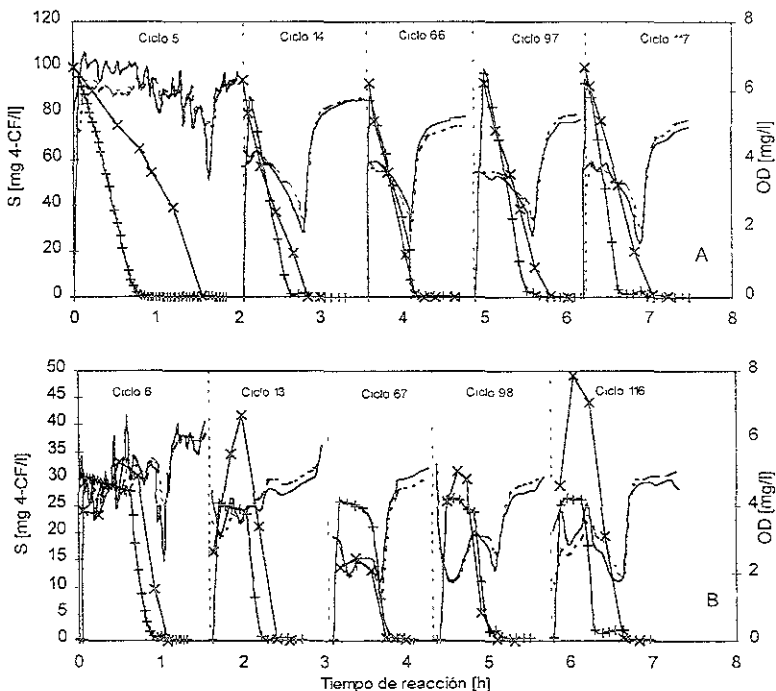 Ciclo 5
Ciclo 14
Ciclo 66
Ciclo 97
Ciclo **7
120
100
80
60
40
20
0
S [mg 4-CF/l]
8
6
4
2
0
OD [mg/l]
A
0
1
2
3
4
5
6
7
8
Ciclo 6
Ciclo 13
Ciclo 67
Ciclo 98
Ciclo 116
50
45
40
35
30
25
20
15
10
5
0
S [mg 4-CF/l]
8
6
4
2
0
OD [mg/l]
B
0
1
2
3
4
5
6
7
8
Tiempo de reacción [h]